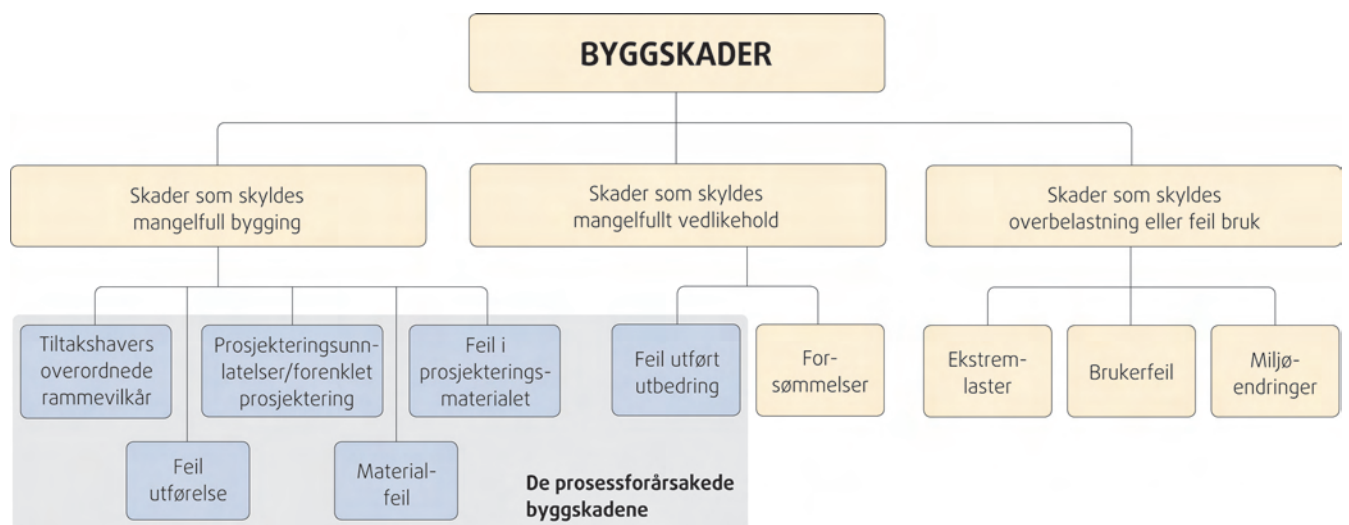 BYGGSKADER
Skader som skyldes
mangelfull bygging
Skader som skyldes
mangelfullt vedlikehold
Skader som skyldes
overbelastning eller feil bruk
Tiltakshavers
overordnede
rammevilkår
Prosjekteringsunn-
latelser/forenklet
prosjektering
Feil i
prosjekterings-
materialet
Feil utført
utbedring
For-
sømmelser
Ekstrem-
laster
Brukerfeil
Miljø-
endringer
Feil
utførelse
Material-
feil
De prosessforårsakede
byggskadene